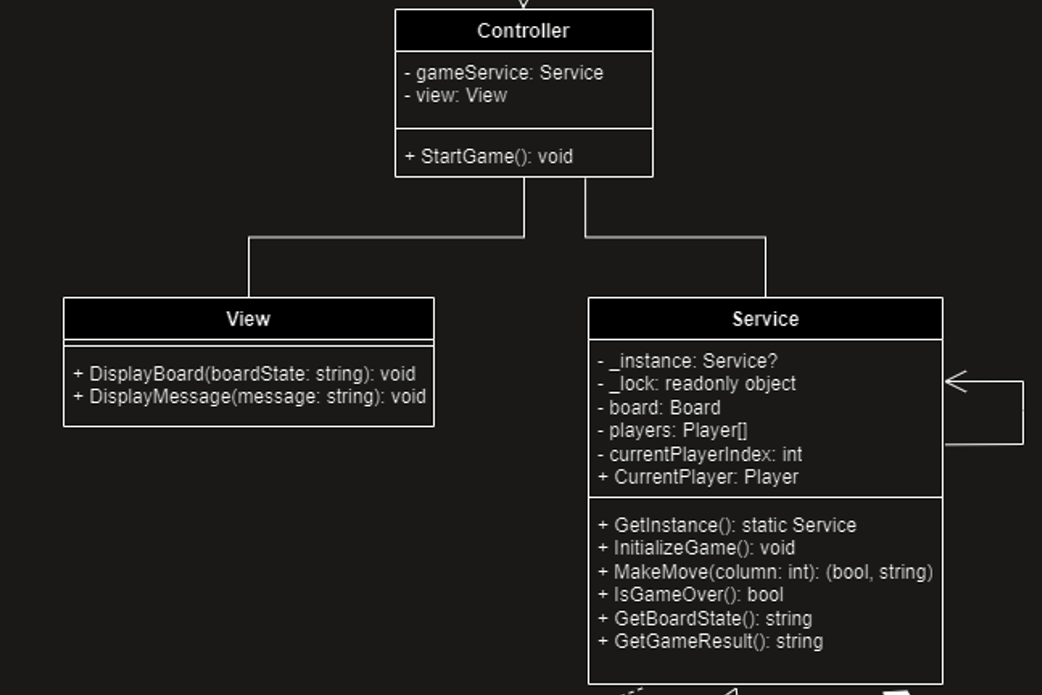 Controller
- gameService: Service
- view: View
+ StartGame(): void
View
+ DisplayBoard(boardState: string): void
+ DisplayMessage(message: string): void
Service
- _instance: Service?
- _lock: readonly object
- board: Board
- players: Player[]
- currentPlayerIndex: int
+ CurrentPlayer: Player
+ GetInstance(): static Service
+ InitializeGame(): void
+ MakeMove(column: int): (bool, string)
+ IsGameOver(): bool
+ GetBoardState(): string
+ GetGameResult(): string